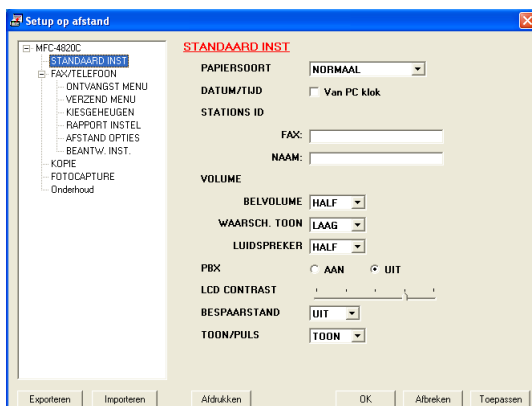 Setup op afstand
MFC-4820C
STANDAARD INST
FAX/TELEFOON
ONTVANGST MENU
VERZEND MENU
KIESGEHEUGEN
RAPPORT INSTEL
AFSTAND OPTIES
BEANTW. INST.
KOPIE
FOTOCAPTURE
Onderhoud
STANDAARD INST
PAPIERSOORT NORMAAL
DATUM/TIJD Van PC klok
STATIONS ID
FAX:
NAAM:
VOLUME
BELVOLUME HALF
WAARSCH. TOON LAAG
LUIDSPREKER HALF
PBX AAN UIT
LCD CONTRAST
BESPAARSTAND UIT
TOON/PULS TOON
Exporteren Importeren Afdrukken OK Afbreken Toepassen